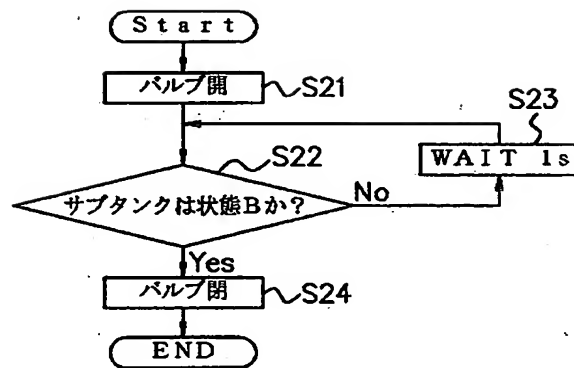 Start
バルブ開
S21
S23
WAIT 1s
S22
サブタンクは状態Bか?
No
Yes
バルブ閉
S24
END